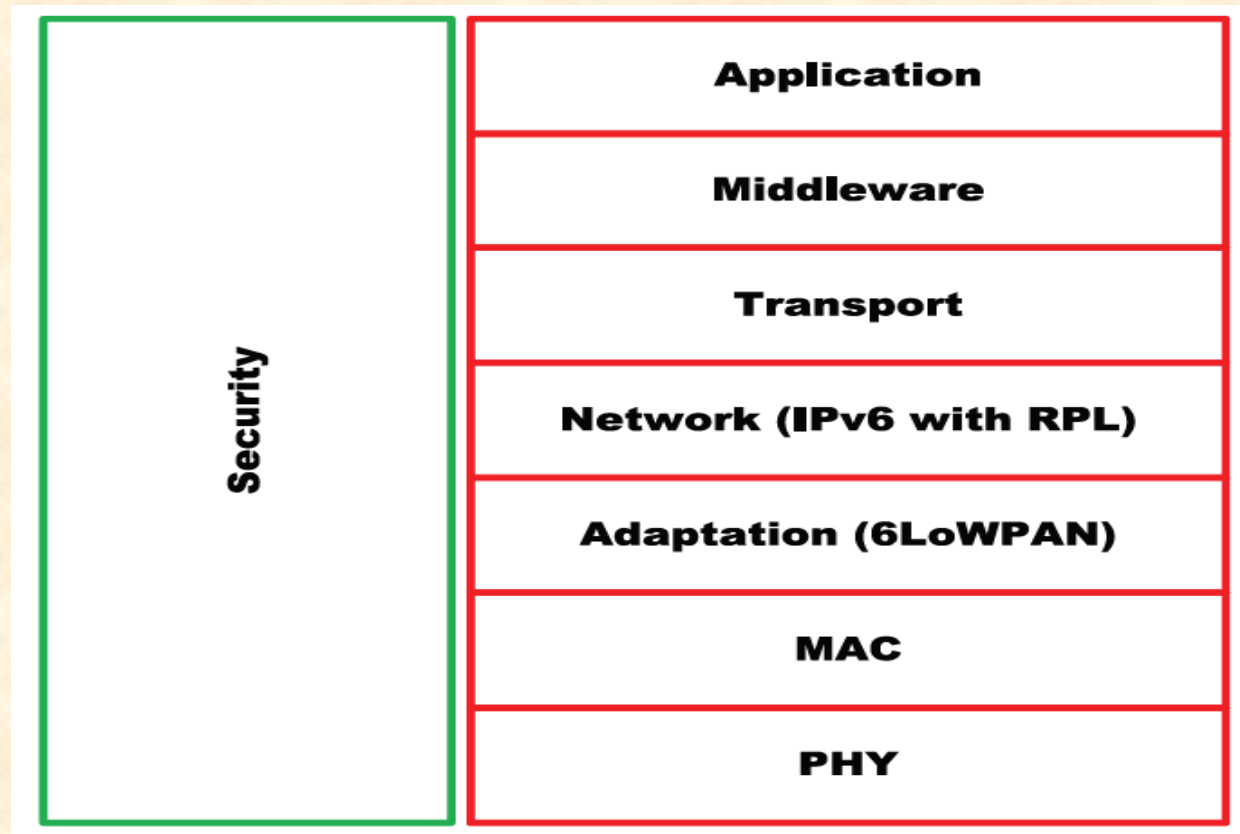 Security
Application
Middleware
Transport
Network (IPv6 with RPL)
Adaptation (6LoWPAN)
MAC
PHY